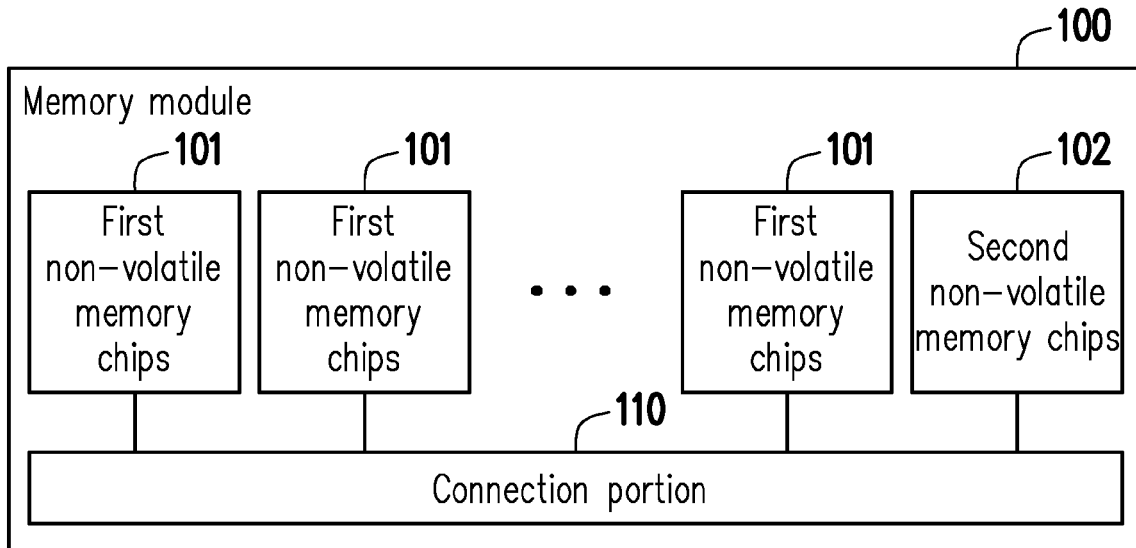 100
Memory module
101
101
101
102
First
non-volatile
memory
chips
First
non-volatile
memory
chips
• • •
First
non-volatile
memory
chips
Second
non-volatile
memory chips
110
Connection portion